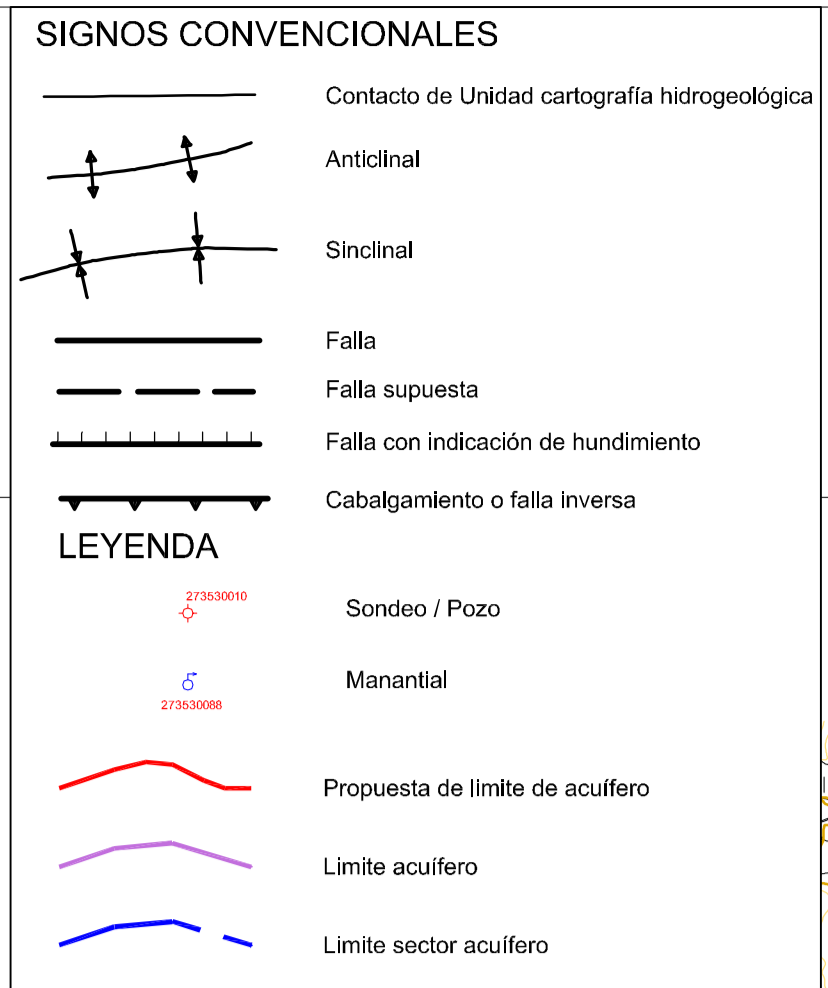 SIGNOS CONVENCIONALES
Contacto de Unidad cartografía hidrogeológica
Anticlinal
Sinclinal
Falla
Falla supuesta
Falla con indicación de hundimiento
Cabalgamiento o falla inversa
LEYENDA
273530010
Sondeo / Pozo
Manantial
273530088
Propuesta de limite de acuífero
Limite acuífero
Limite sector acuífero